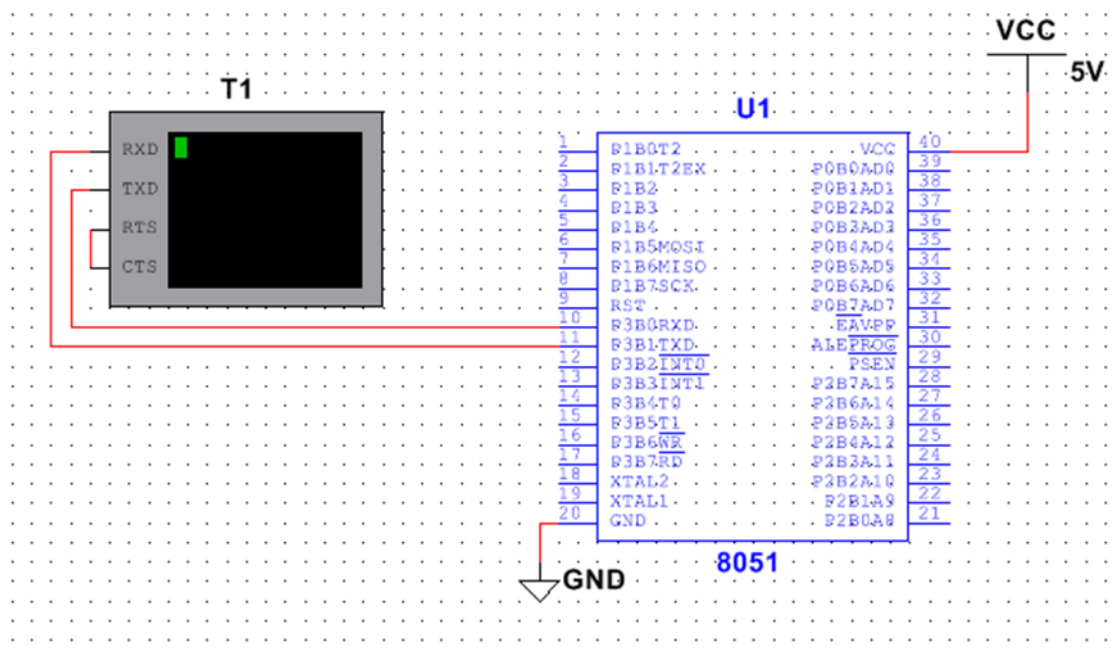 VCC
5V
T1
U1
RXD
TXD
RTS
CTS
1 P1B0T2 VCC 40
2 P1B1T2EX P0B0AD0 39
3 P1B2 P0B1AD1 38
4 P1B3 P0B2AD2 37
5 P1B4 P0B3AD3 36
6 P1B5MOSI P0B4AD4 35
7 P1B6MISO P0B5AD5 34
8 P1B7SCK P0B6AD6 33
9 RST P0B7AD7 32
10 P3B0RXD EAVPP 31
11 P3B1TXD ALEPROG 30
12 P3B2INT0 PSEN 29
13 P3B3INT1 P2B7A15 28
14 P3B4T0 P2B6A14 27
15 P3B5T1 P2B5A13 26
16 P3B6WR P2B4A12 25
17 P3B7RD P2B3A11 24
18 XTAL2 P2B2A10 23
19 XTAL1 P2B1A9 22
20 GND P2B0A8 21
8051
GND